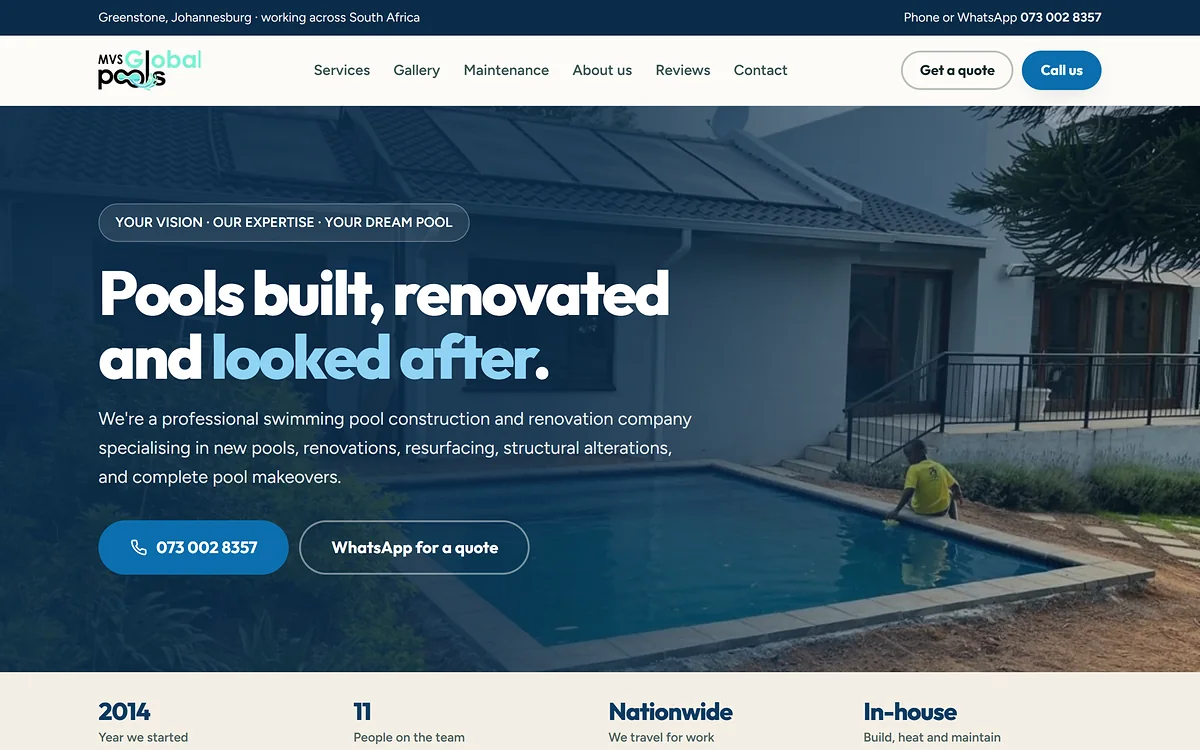 Greenstone, Johannesburg · working across South Africa
Phone or WhatsApp 073 002 8357
MVS Global
pools
Services
Gallery
Maintenance
About us
Reviews
Contact
Get a quote
Call us
YOUR VISION · OUR EXPERTISE · YOUR DREAM POOL
Pools built, renovated
and looked after.
We're a professional swimming pool construction and renovation company
specialising in new pools, renovations, resurfacing, structural alterations,
and complete pool makeovers.
073 002 8357
WhatsApp for a quote
2014
Year we started
11
People on the team
Nationwide
We travel for work
In-house
Build, heat and maintain